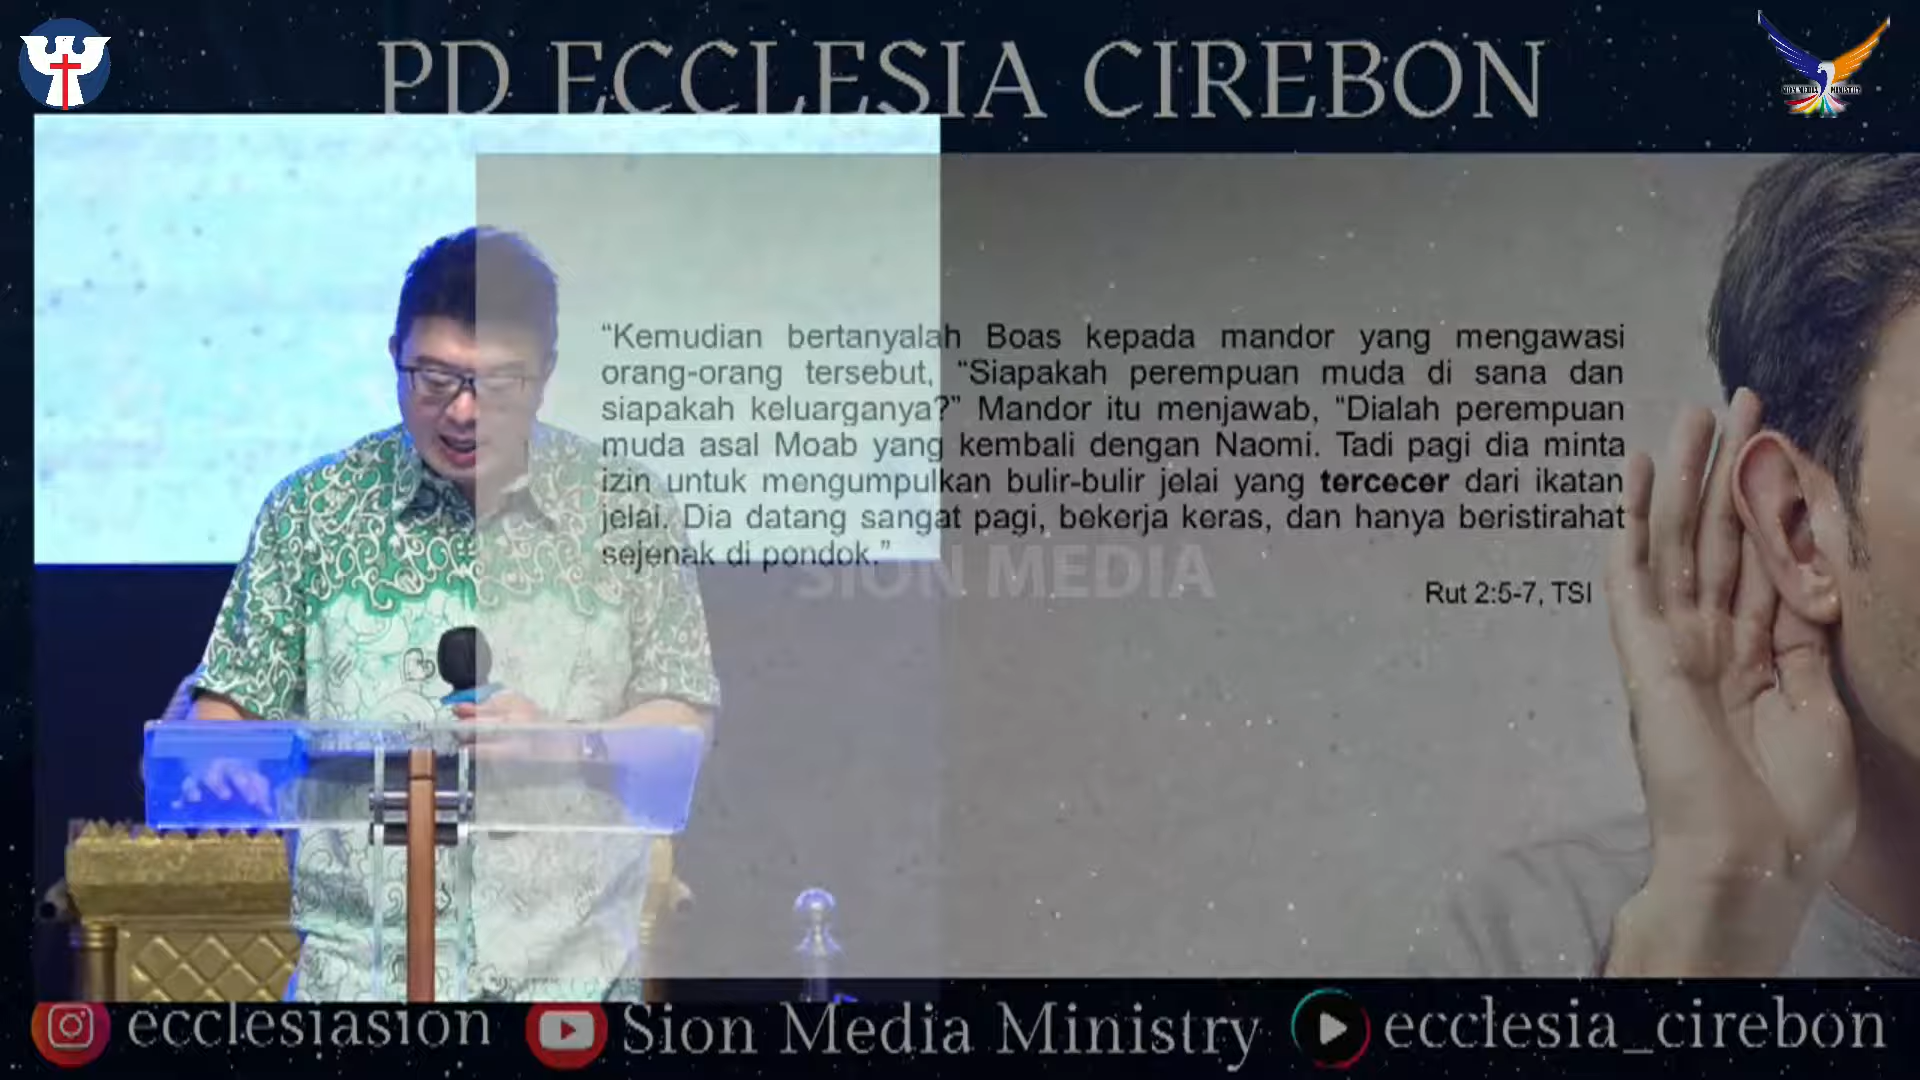 PD ECCLESIA CIREBON
SION MEDIA MINISTRY
“Kemudian bertanyalah Boas kepada mandor yang mengawasi
orang-orang tersebut, “Siapakah perempuan muda di sana dan
siapakah keluarganya?” Mandor itu menjawab, “Dialah perempuan
muda asal Moab yang kembali dengan Naomi. Tadi pagi dia minta
izin untuk mengumpulkan bulir-bulir jelai yang tercecer dari ikatan
jelai. Dia datang sangat pagi, bekerja keras, dan hanya beristirahat
sejenak di pondok.”
SION MEDIA
Rut 2:5-7, TSI
ecclesiasion
Sion Media Ministry
ecclesia_cirebon